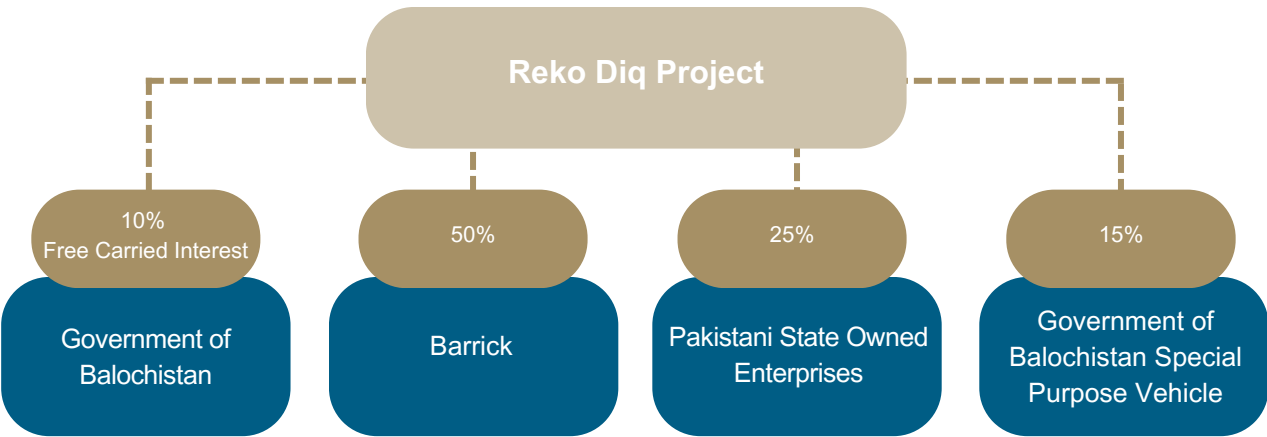 Reko Diq Project
10%
Free Carried Interest
50%
25%
15%
Government of
Balochistan
Barrick
Pakistani State Owned
Enterprises
Government of
Balochistan Special
Purpose Vehicle